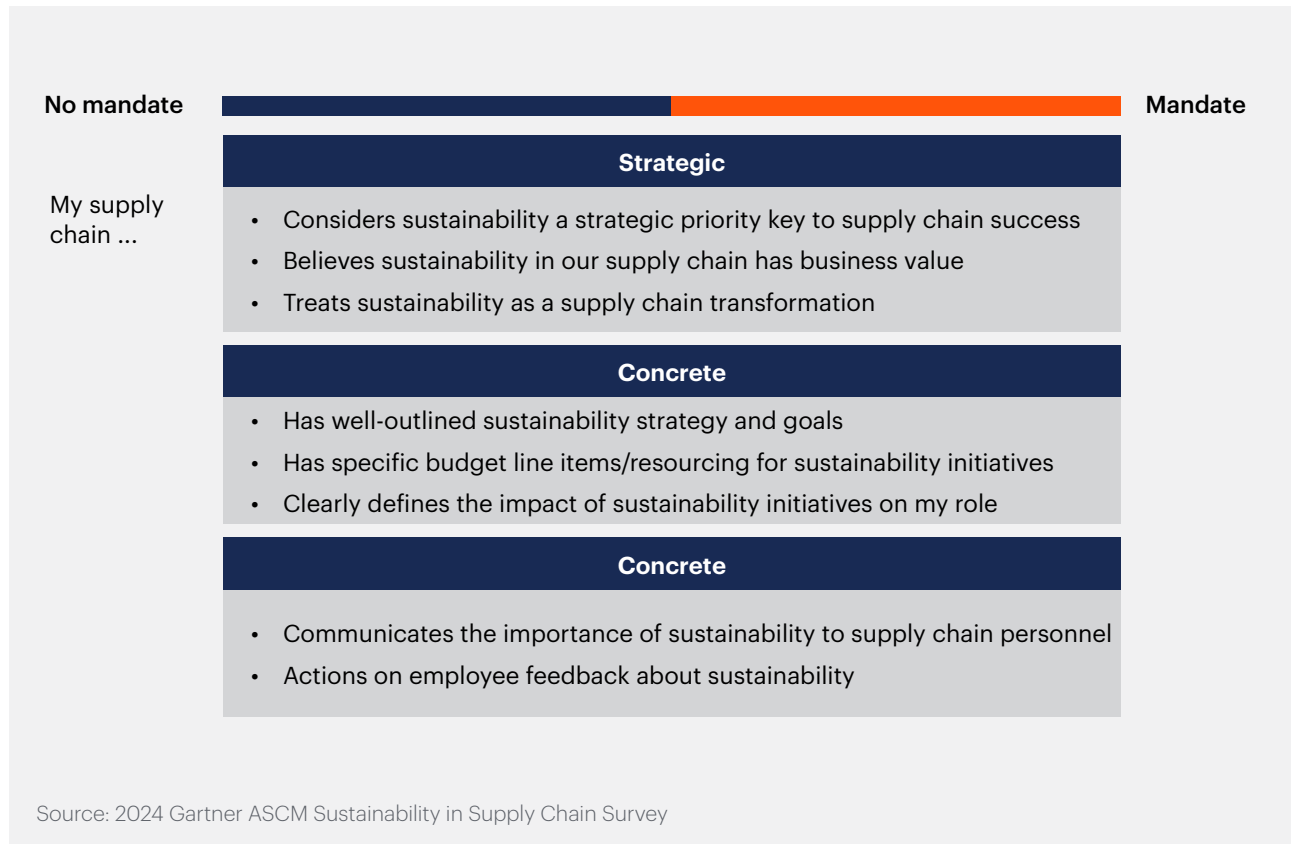 No mandate
Mandate
Strategic
My supply
chain ...
• Considers sustainability a strategic priority key to supply chain success
• Believes sustainability in our supply chain has business value
• Treats sustainability as a supply chain transformation
Concrete
• Has well-outlined sustainability strategy and goals
• Has specific budget line items/resourcing for sustainability initiatives
• Clearly defines the impact of sustainability initiatives on my role
Concrete
• Communicates the importance of sustainability to supply chain personnel
• Actions on employee feedback about sustainability
Source: 2024 Gartner ASCM Sustainability in Supply Chain Survey